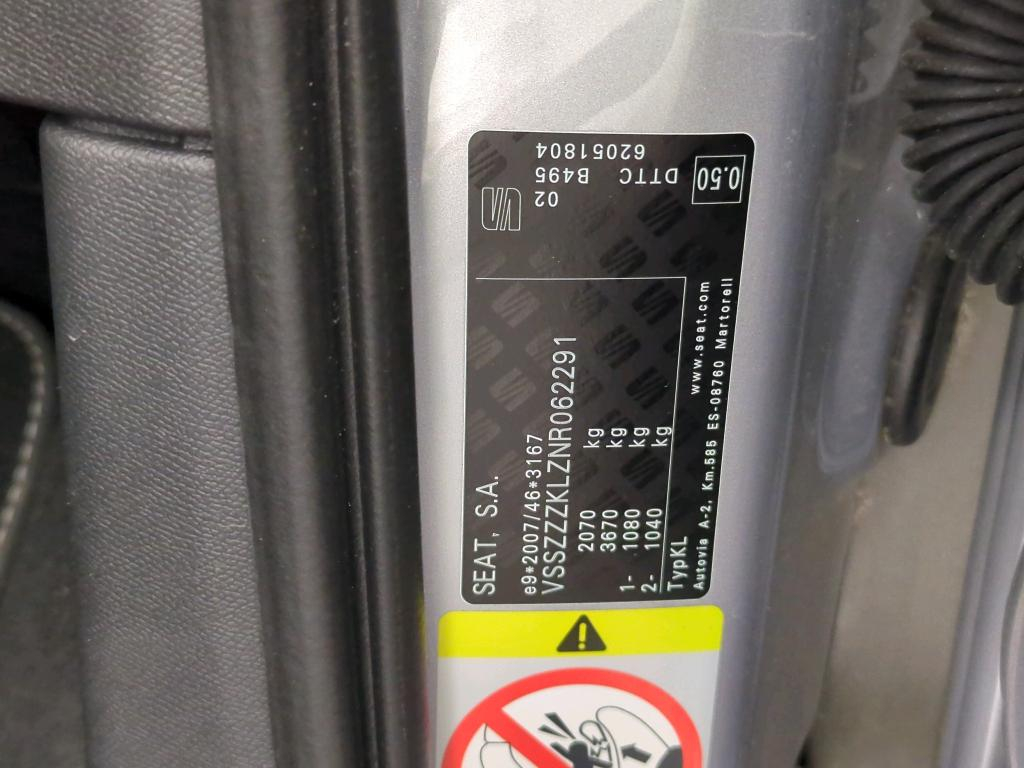 SEAT, S.A.
e9*2007/46*3167
VSSZZZKLZNR062291
2070 kg
3670 kg
1- 1080 kg
2- 1040 kg
TypKL
www.seat.com
Autovia A-2, Km.585 ES-08760 Martorell
02
B495 DTTC
62051804
0.50